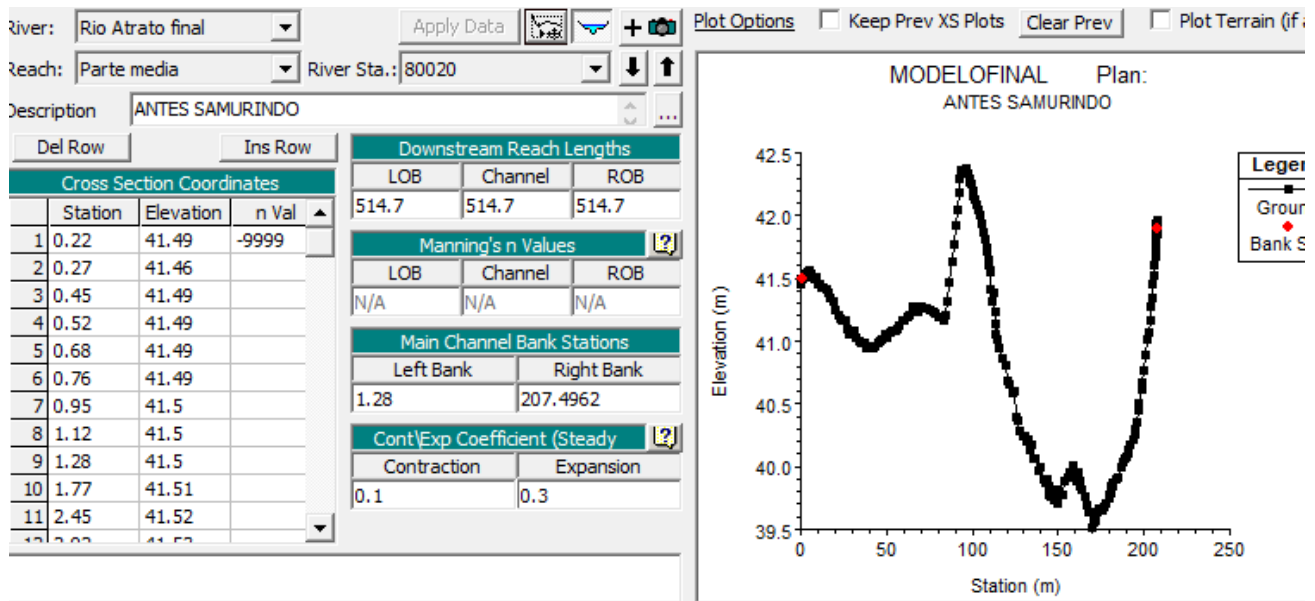 River: Rio Atrato final Apply Data
Reach: Parte media River Sta.: 80020
Description ANTES SAMURINDO ...
Del Row Ins Row
Cross Section Coordinates
Station Elevation n Val
1 0.22 41.49 -9999
2 0.27 41.46
3 0.45 41.49
4 0.52 41.49
5 0.68 41.49
6 0.76 41.49
7 0.95 41.5
8 1.12 41.5
9 1.28 41.5
10 1.77 41.51
11 2.45 41.52
Downstream Reach Lengths
LOB Channel ROB
514.7 514.7 514.7
Manning's n Values ?
LOB Channel ROB
N/A N/A N/A
Main Channel Bank Stations
Left Bank Right Bank
1.28 207.4962
Cont\Exp Coefficient (Steady ?
Contraction Expansion
0.1 0.3
Plot Options Keep Prev XS Plots Clear Prev Plot Terrain (if
MODELOFINAL Plan:
ANTES SAMURINDO
42.5
42.0
41.5
41.0
40.5
40.0
39.5
Elevation (m)
0 50 100 150 200 250
Station (m)
Legen
Groun
Bank S